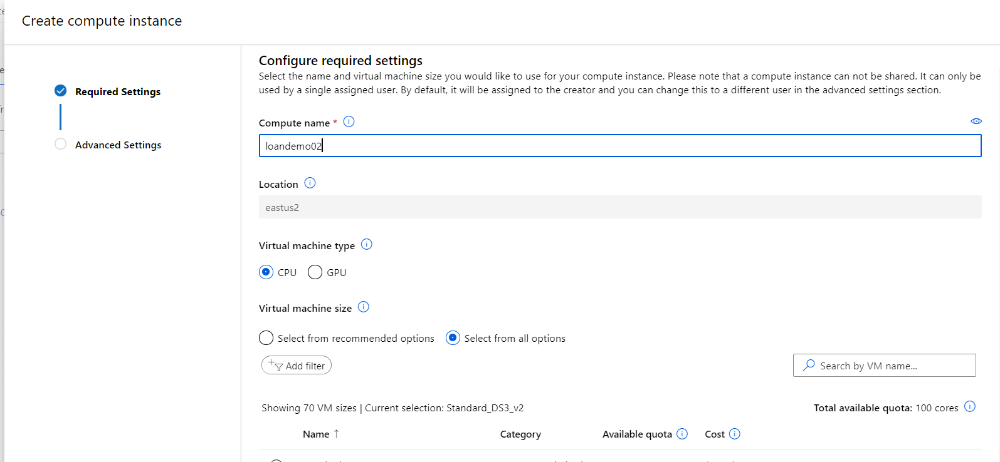 Create compute instance
Required Settings
Advanced Settings
Configure required settings
Select the name and virtual machine size you would like to use for your compute instance. Please note that a compute instance can not be shared. It can only be
used by a single assigned user. By default, it will be assigned to the creator and you can change this to a different user in the advanced settings section.
Compute name *
loandemo02
Location
eastus2
Virtual machine type
CPU GPU
Virtual machine size
Select from recommended options Select from all options
Add filter Search by VM name...
Showing 70 VM sizes | Current selection: Standard_DS3_v2 Total available quota: 100 cores
Name ↑ Category Available quota Cost